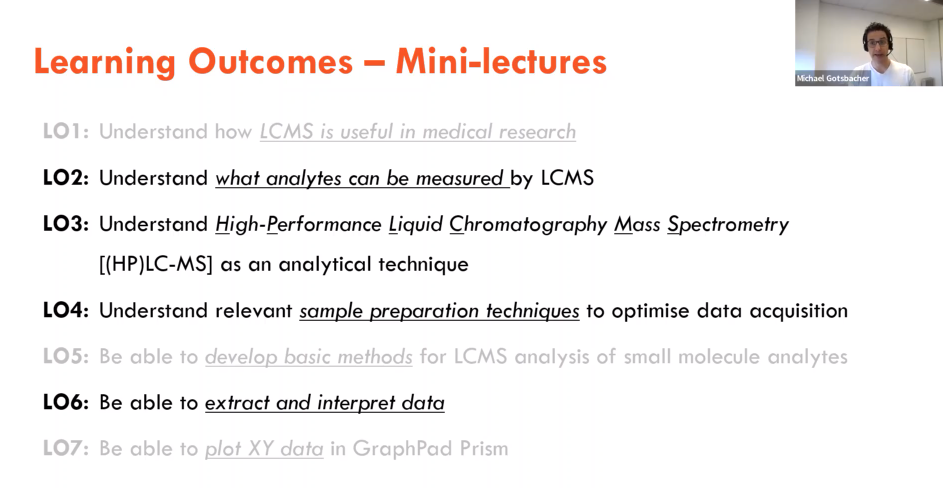 Learning Outcomes – Mini-lectures
Michael Gotsbacher
LO1: Understand how LCMS is useful in medical research
LO2: Understand what analytes can be measured by LCMS
LO3: Understand High-Performance Liquid Chromatography Mass Spectrometry
[(HP)LC-MS] as an analytical technique
LO4: Understand relevant sample preparation techniques to optimise data acquisition
LO5: Be able to develop basic methods for LCMS analysis of small molecule analytes
LO6: Be able to extract and interpret data
LO7: Be able to plot XY data in GraphPad Prism